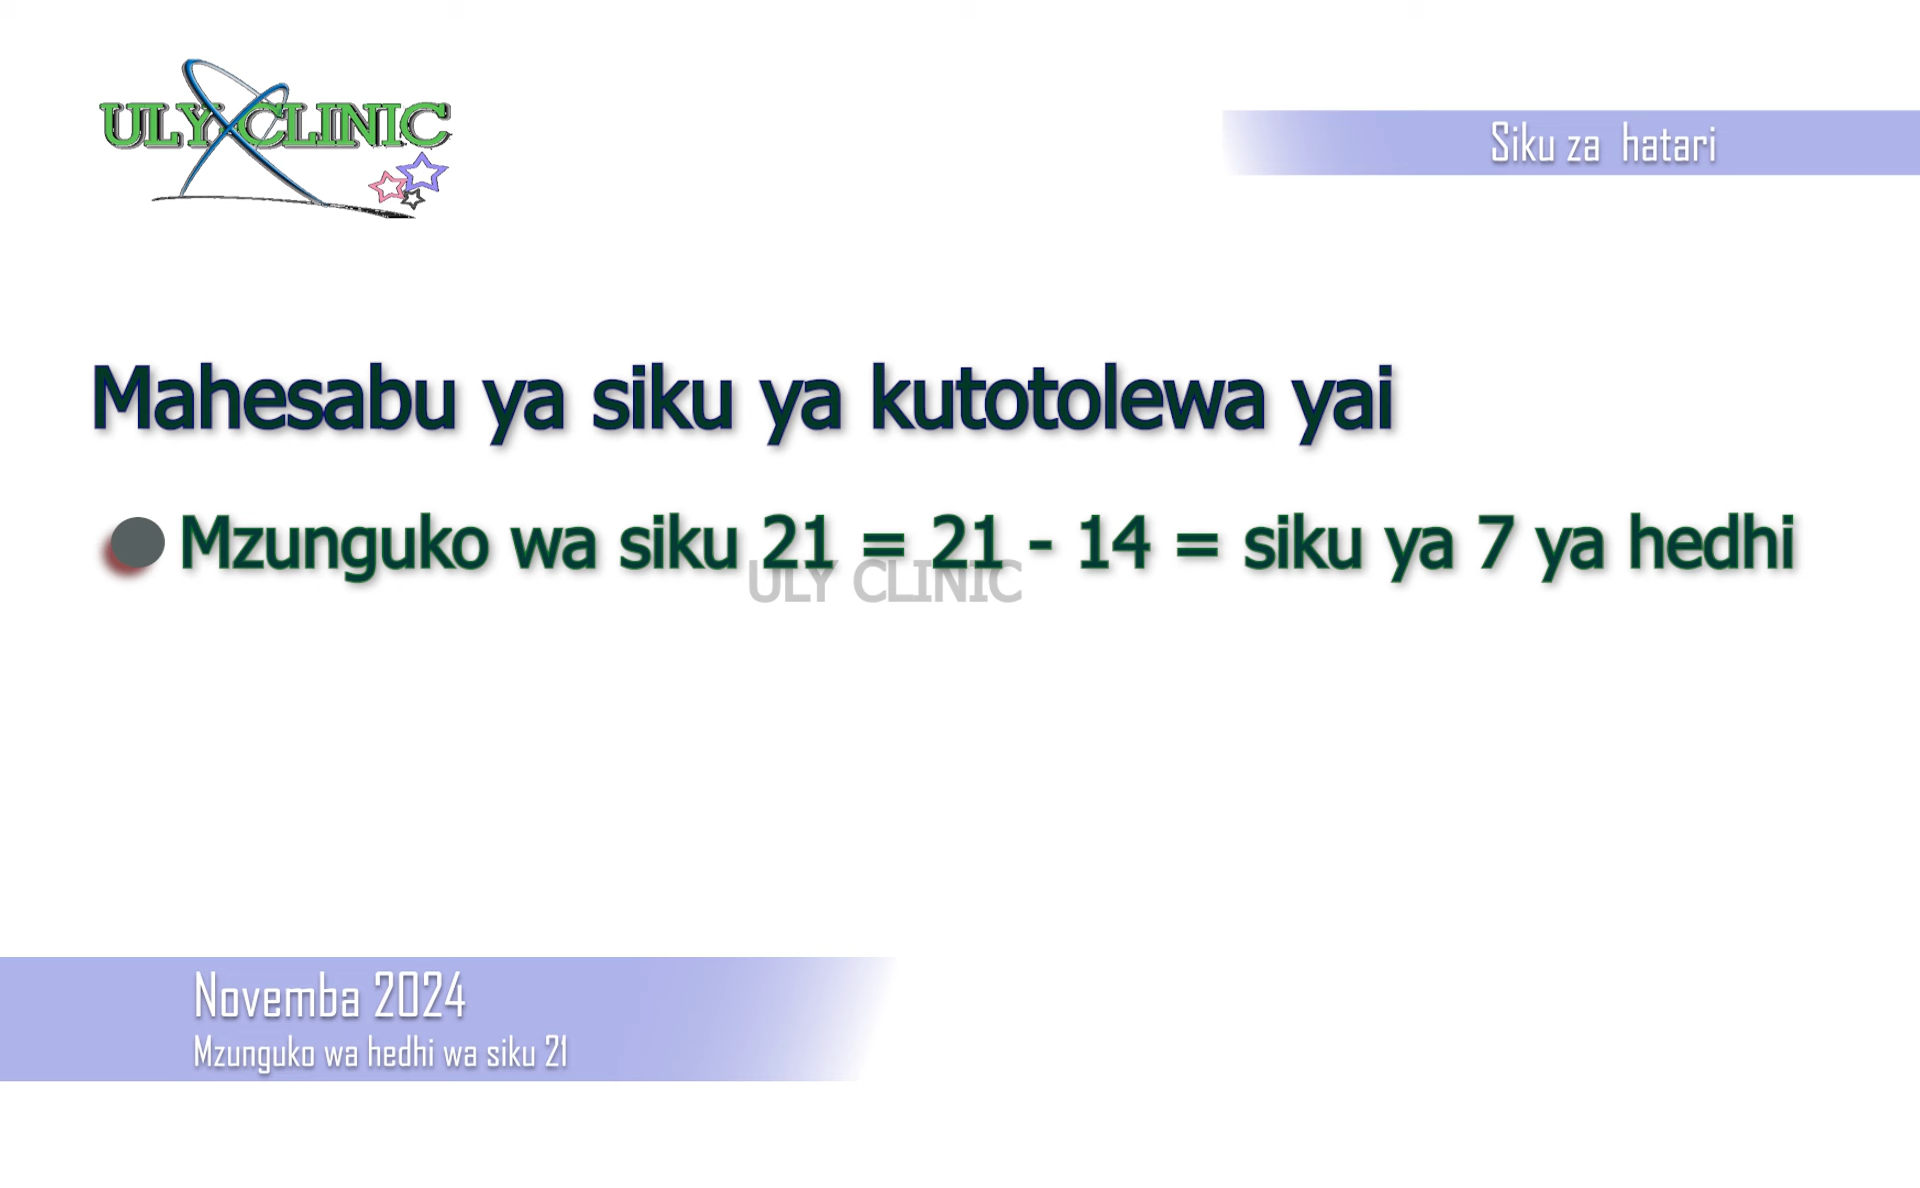 ULY CLINIC
Siku za hatari
Mahesabu ya siku ya kutotolewa yai
Mzunguko wa siku 21 = 21 - 14 = siku ya 7 ya hedhi
ULY CLINIC
Novemba 2024
Mzunguko wa hedhi wa siku 21